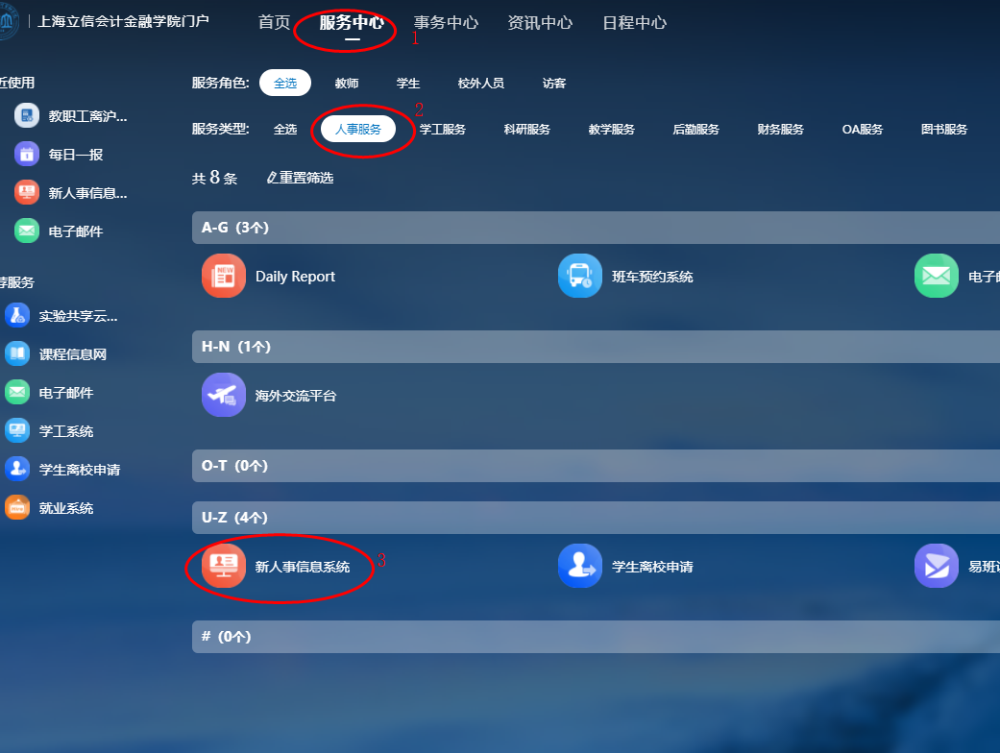 上海立信会计金融学院门户 首页 服务中心 事务中心 资讯中心 日程中心
1
近使用
服务角色: 全选 教师 学生 校外人员 访客
2
教职工离沪...
服务类型: 全选 人事服务 学工服务 科研服务 教学服务 后勤服务 财务服务 OA服务 图书服务
每日一报
共 8 条 重置筛选
新人事信息...
电子邮件
A-G (3个)
NEW
Daily Report 班车预约系统 电子邮
荐服务
实验共享云...
H-N (1个)
课程信息网
电子邮件
海外交流平台
学工系统
O-T (0个)
学生离校申请
就业系统
U-Z (4个)
3
新人事信息系统 学生离校申请 易班
# (0个)